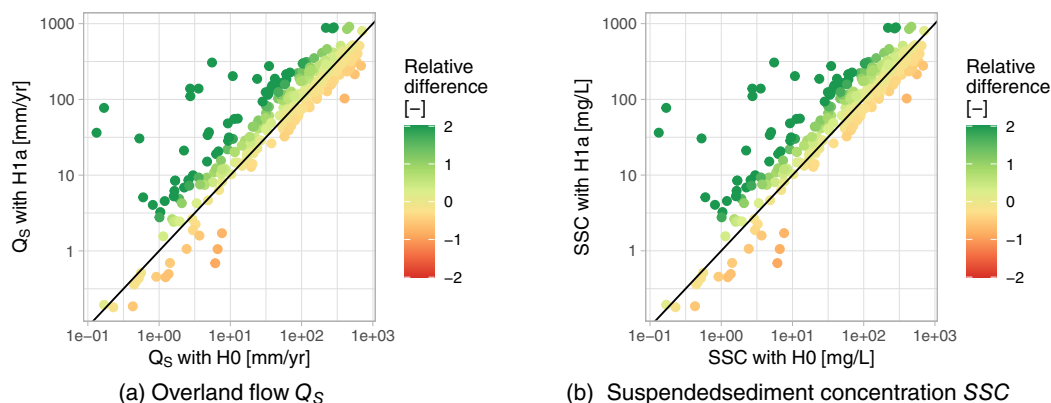 1000
100
10
1
Q_S with H1a [mm/yr]
1e−01 1e+00 1e+01 1e+02 1e+03
Q_S with H0 [mm/yr]
Relative
difference
[−]
2
1
0
−1
−2
(a) Overland flow Q_S
1000
100
10
1
SSC with H1a [mg/L]
1e−01 1e+00 1e+01 1e+02 1e+03
SSC with H0 [mg/L]
Relative
difference
[−]
2
1
0
−1
−2
(b) Suspendedsediment concentration SSC